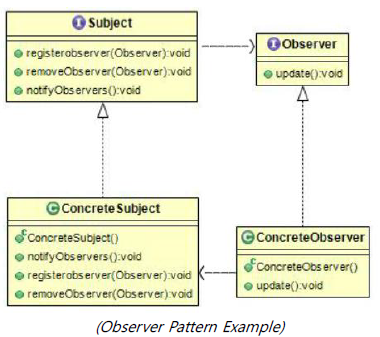 I Subject
registerobserver(Observer):void
removeObserver(Observer):void
notifyObservers():void
I Observer
update():void
C ConcreteSubject
C ConcreteSubject()
notifyObservers():void
registerobserver(Observer):void
removeObserver(Observer):void
C ConcreteObserver
C ConcreteObserver()
update():void
(Observer Pattern Example)